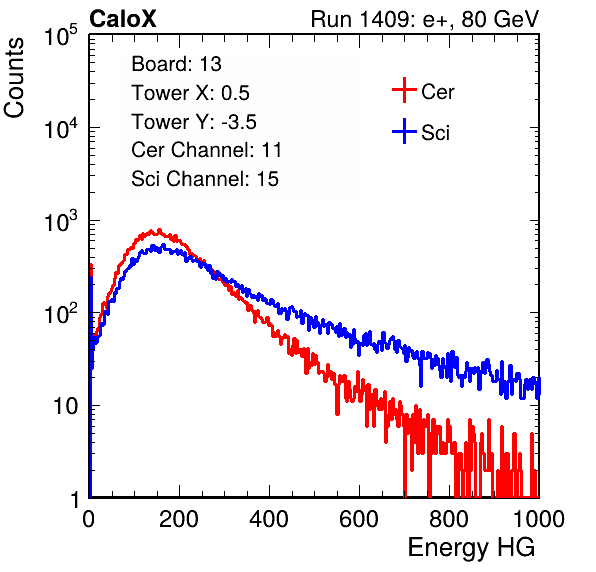 CaloX Run 1409: e+, 80 GeV
Counts
Board: 13
Tower X: 0.5
Tower Y: -3.5
Cer Channel: 11
Sci Channel: 15
Cer
Sci
10^5
10^4
10^3
10^2
10
1
0 200 400 600 800 1000
Energy HG